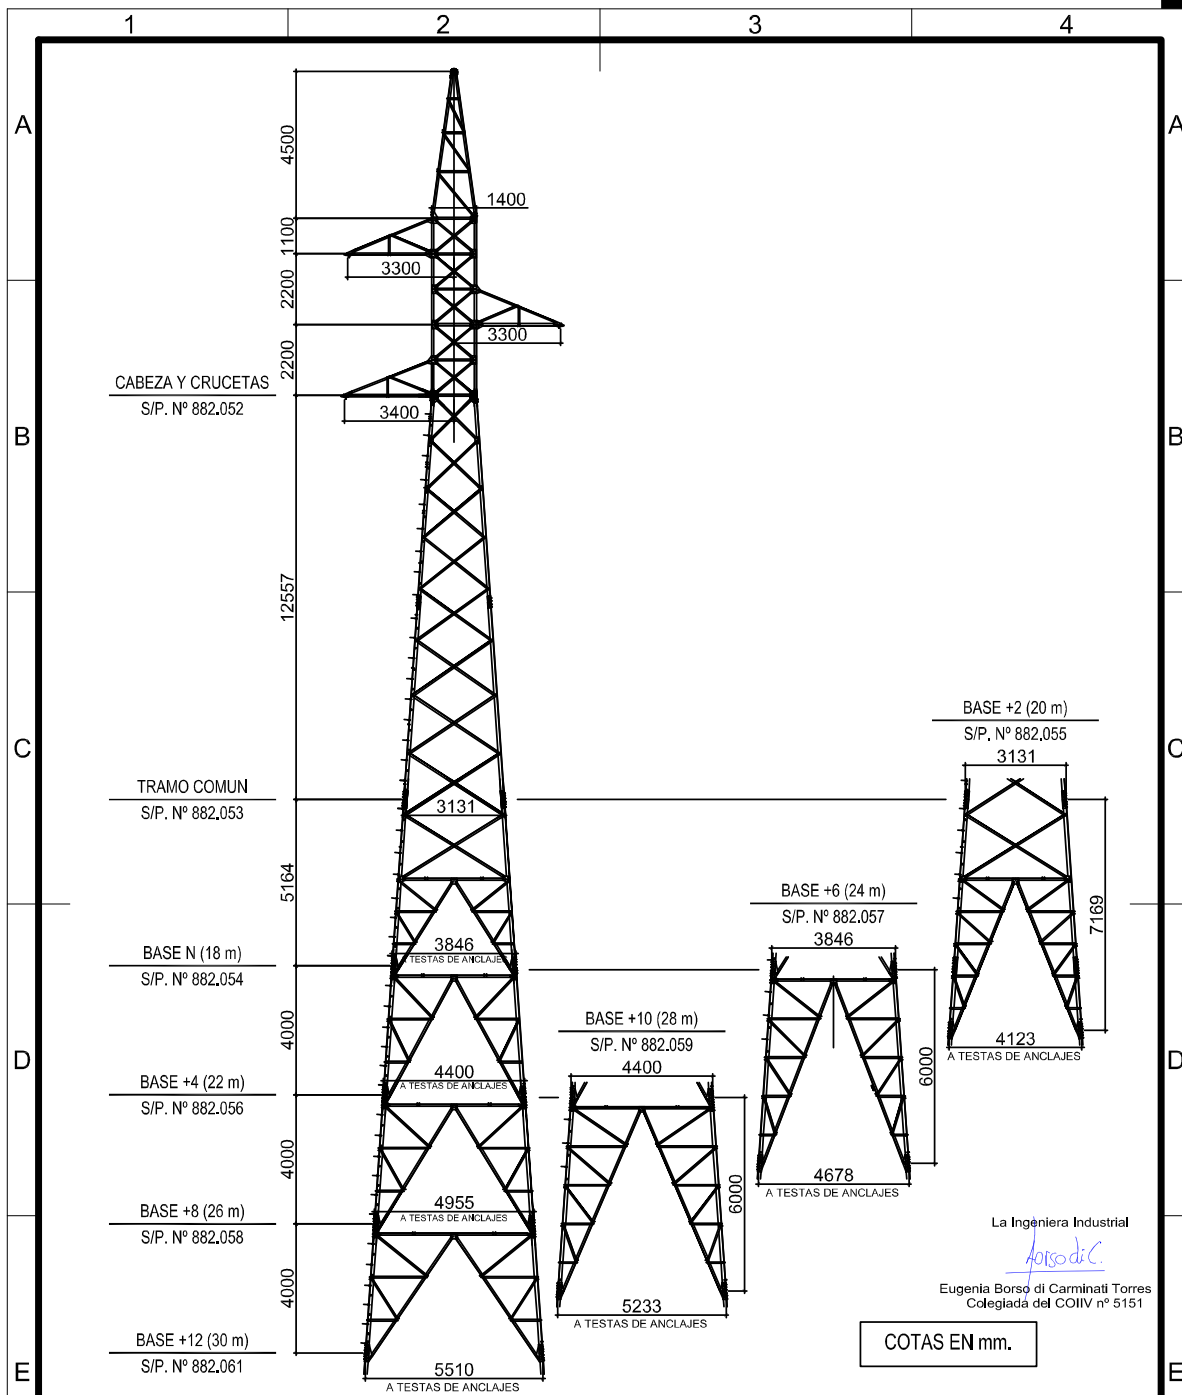 1
2
3
4
A
A
4500
1400
1100
3300
2200
3300
2200
CABEZA Y CRUCETAS
S/P. Nº 882.052
3400
B
B
12557
BASE +2 (20 m)
S/P. Nº 882.055
C
C
3131
TRAMO COMUN
S/P. Nº 882.053
3131
5164
BASE +6 (24 m)
S/P. Nº 882.057
7169
3846
A TESTAS DE ANCLAJES
3846
BASE N (18 m)
S/P. Nº 882.054
4000
BASE +10 (28 m)
S/P. Nº 882.059
4400
6000
4123
A TESTAS DE ANCLAJES
D
D
4400
A TESTAS DE ANCLAJES
BASE +4 (22 m)
S/P. Nº 882.056
4000
6000
4678
A TESTAS DE ANCLAJES
4955
A TESTAS DE ANCLAJES
BASE +8 (26 m)
S/P. Nº 882.058
La Ingeniera Industrial
Eugenia Borso di Carminati Torres
Colegiada del COIIV nº 5151
4000
5233
A TESTAS DE ANCLAJES
COTAS EN mm.
BASE +12 (30 m)
S/P. Nº 882.061
5510
A TESTAS DE ANCLAJES
E
E